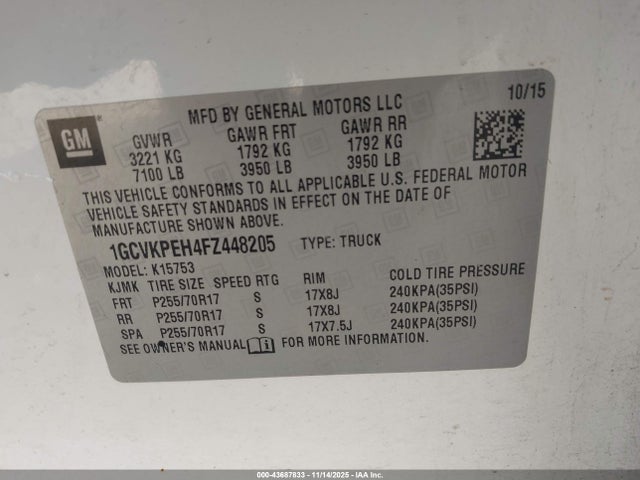 MFD BY GENERAL MOTORS LLC 10/15
GM
GVWR GAWR FRT GAWR RR
3221 KG 1792 KG 1792 KG
7100 LB 3950 LB 3950 LB
THIS VEHICLE CONFORMS TO ALL APPLICABLE U.S. FEDERAL MOTOR
VEHICLE SAFETY STANDARDS IN EFFECT ON THE DATE OF
MANUFACTURE SHOWN ABOVE.
1GCVKPEH4FZ448205 TYPE: TRUCK
MODEL: K15753
KJMK TIRE SIZE SPEED RTG RIM COLD TIRE PRESSURE
FRT P255/70R17 S 17X8J 240KPA(35PSI)
RR P255/70R17 S 17X8J 240KPA(35PSI)
SPA P255/70R17 S 17X7.5J 240KPA(35PSI)
SEE OWNER'S MANUAL FOR MORE INFORMATION.
000-43687833 - 11/14/2025 - IAAI.COM